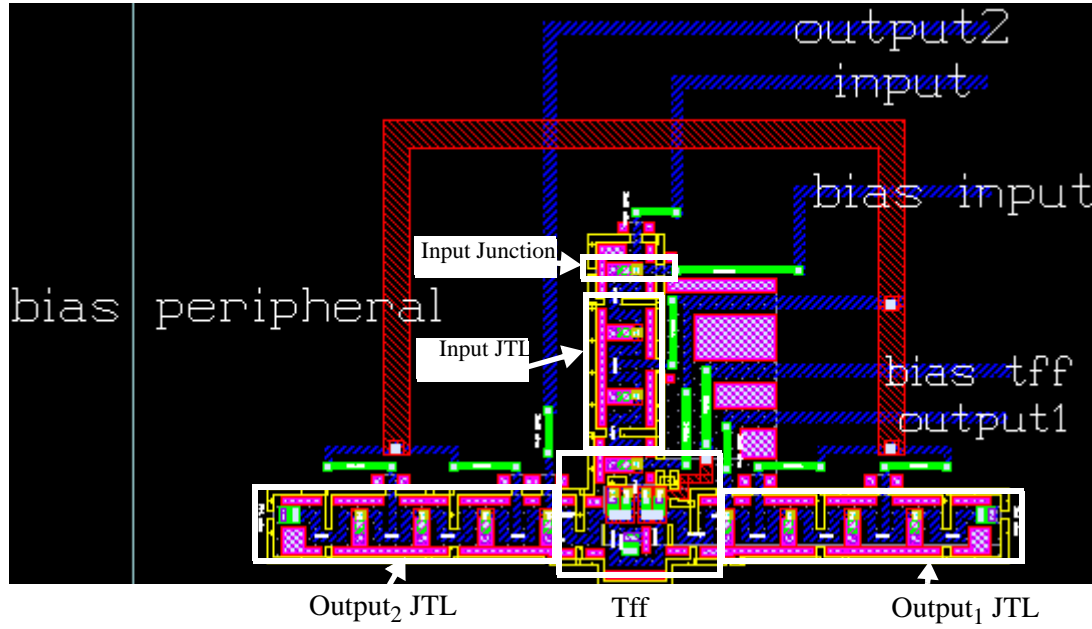 output2
input
bias input
Input Junction
bias peripheral
Input JTL
bias tff
output1
Output₂ JTL
Tff
Output₁ JTL